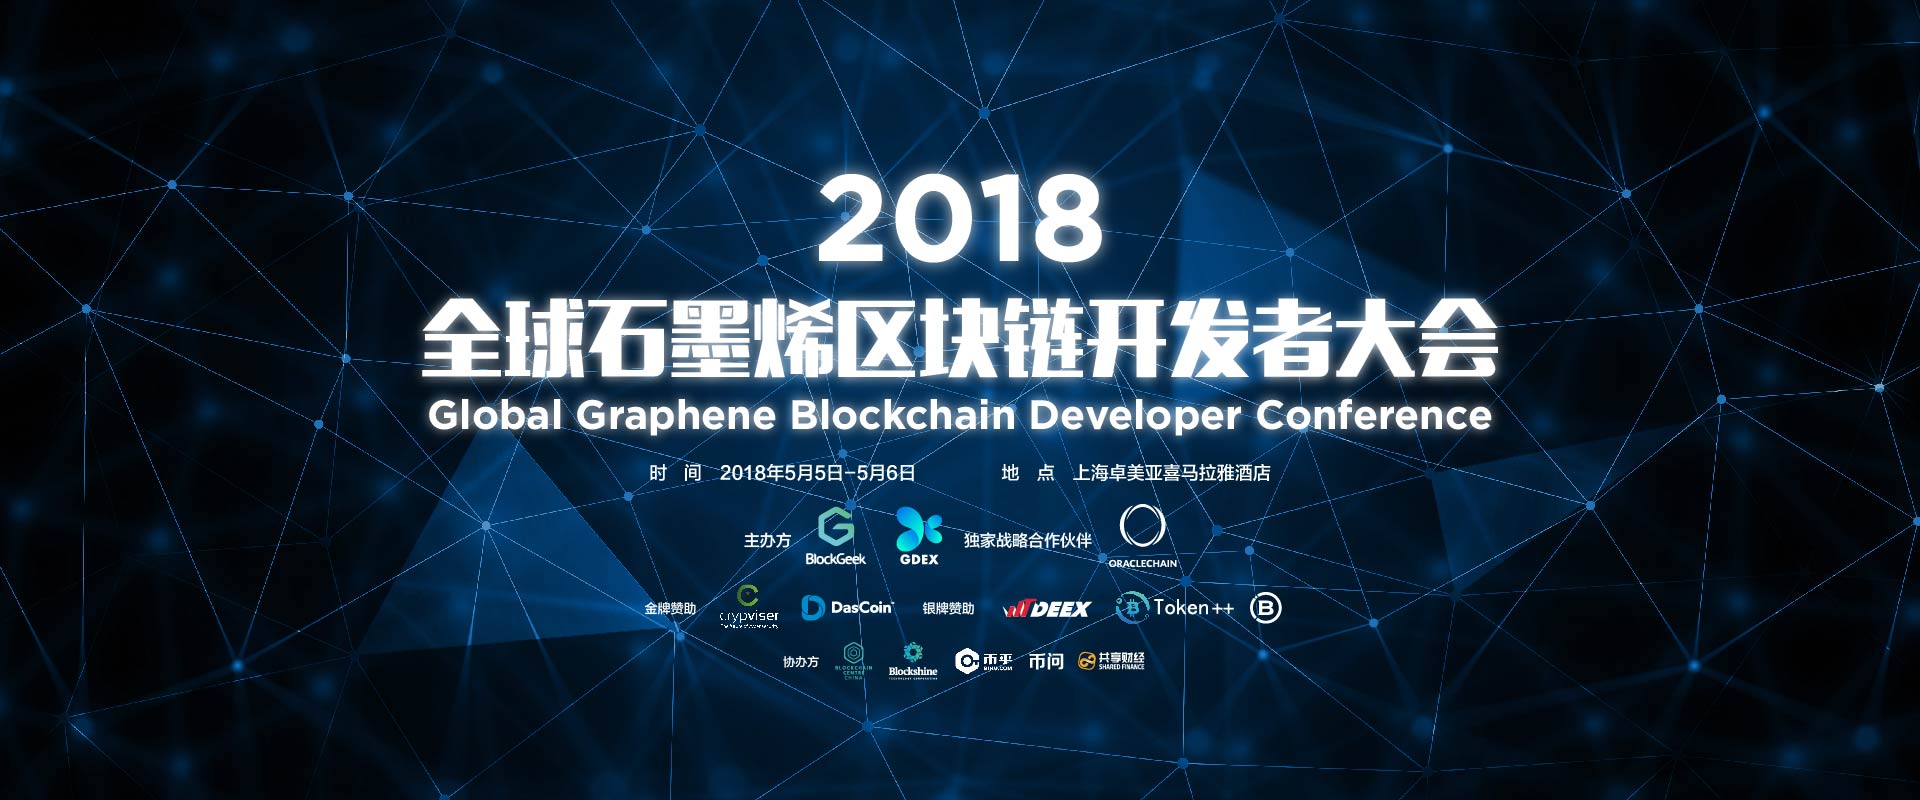 2018
全球石墨烯区块链开发者大会
Global Graphene Blockchain Developer Conference
时 间 2018年5月5日-5月6日 地 点 上海卓美亚喜马拉雅酒店
主办方 BlockGeek GDEX 独家战略合作伙伴 ORACLECHAIN
金牌赞助 crypviser DasCoin 银牌赞助 DEEX Token++ B
协办方 BLOCKCHAIN CENTRE CHINA Blockshine 币乎 币问 共享财经 SHARED FINANCE